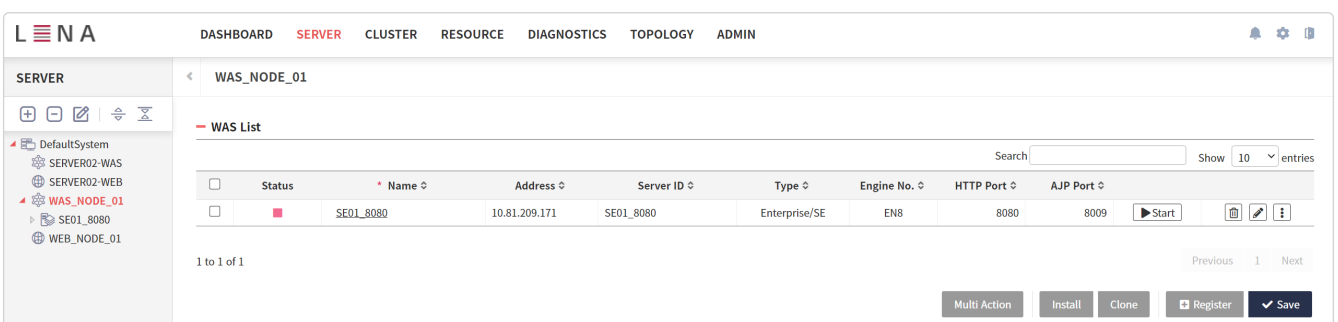 LENA
DASHBOARD SERVER CLUSTER RESOURCE DIAGNOSTICS TOPOLOGY ADMIN
SERVER
WAS_NODE_01
DefaultSystem
SERVER02-WAS
SERVER02-WEB
WAS_NODE_01
SE01_8080
WEB_NODE_01
WAS List
Search Show 10 entries
Status * Name Address Server ID Type Engine No. HTTP Port AJP Port
SE01_8080 10.81.209.171 SE01_8080 Enterprise/SE EN8 8080 8009 Start
1 to 1 of 1
Previous 1 Next
Multi Action Install Clone Register Save